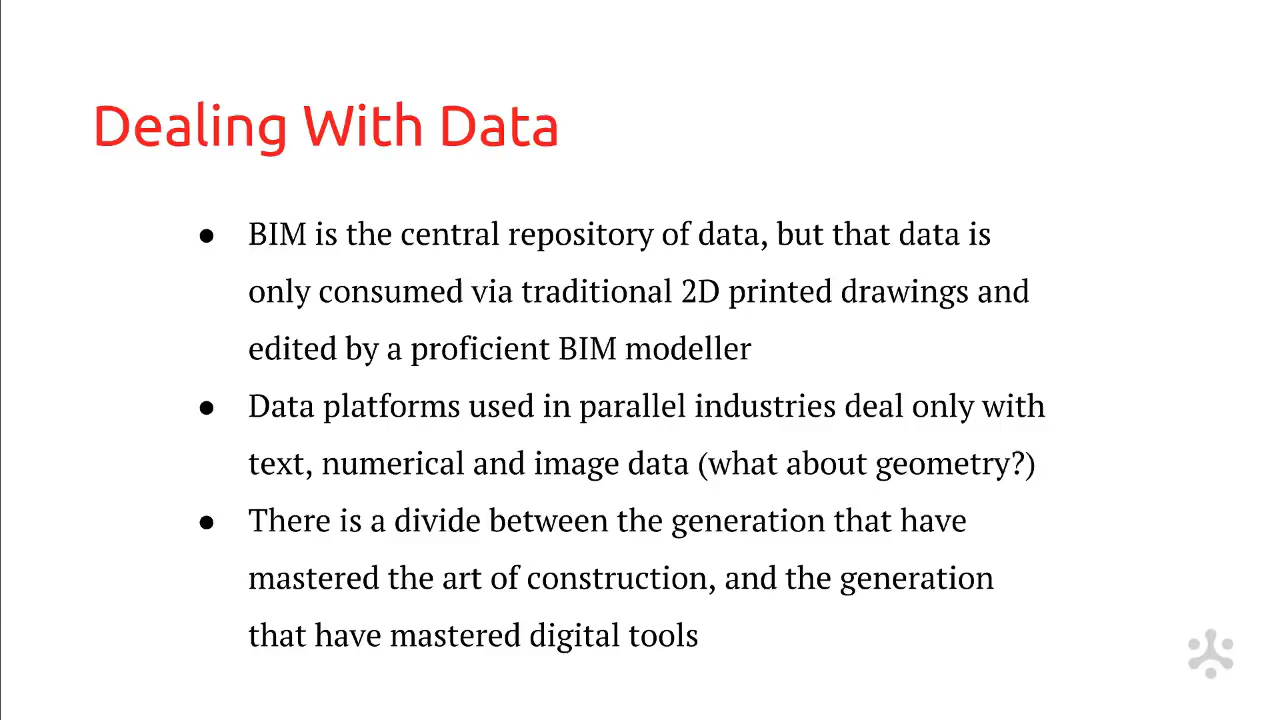 Dealing With Data
● BIM is the central repository of data, but that data is
only consumed via traditional 2D printed drawings and
edited by a proficient BIM modeller
● Data platforms used in parallel industries deal only with
text, numerical and image data (what about geometry?)
● There is a divide between the generation that have
mastered the art of construction, and the generation
that have mastered digital tools